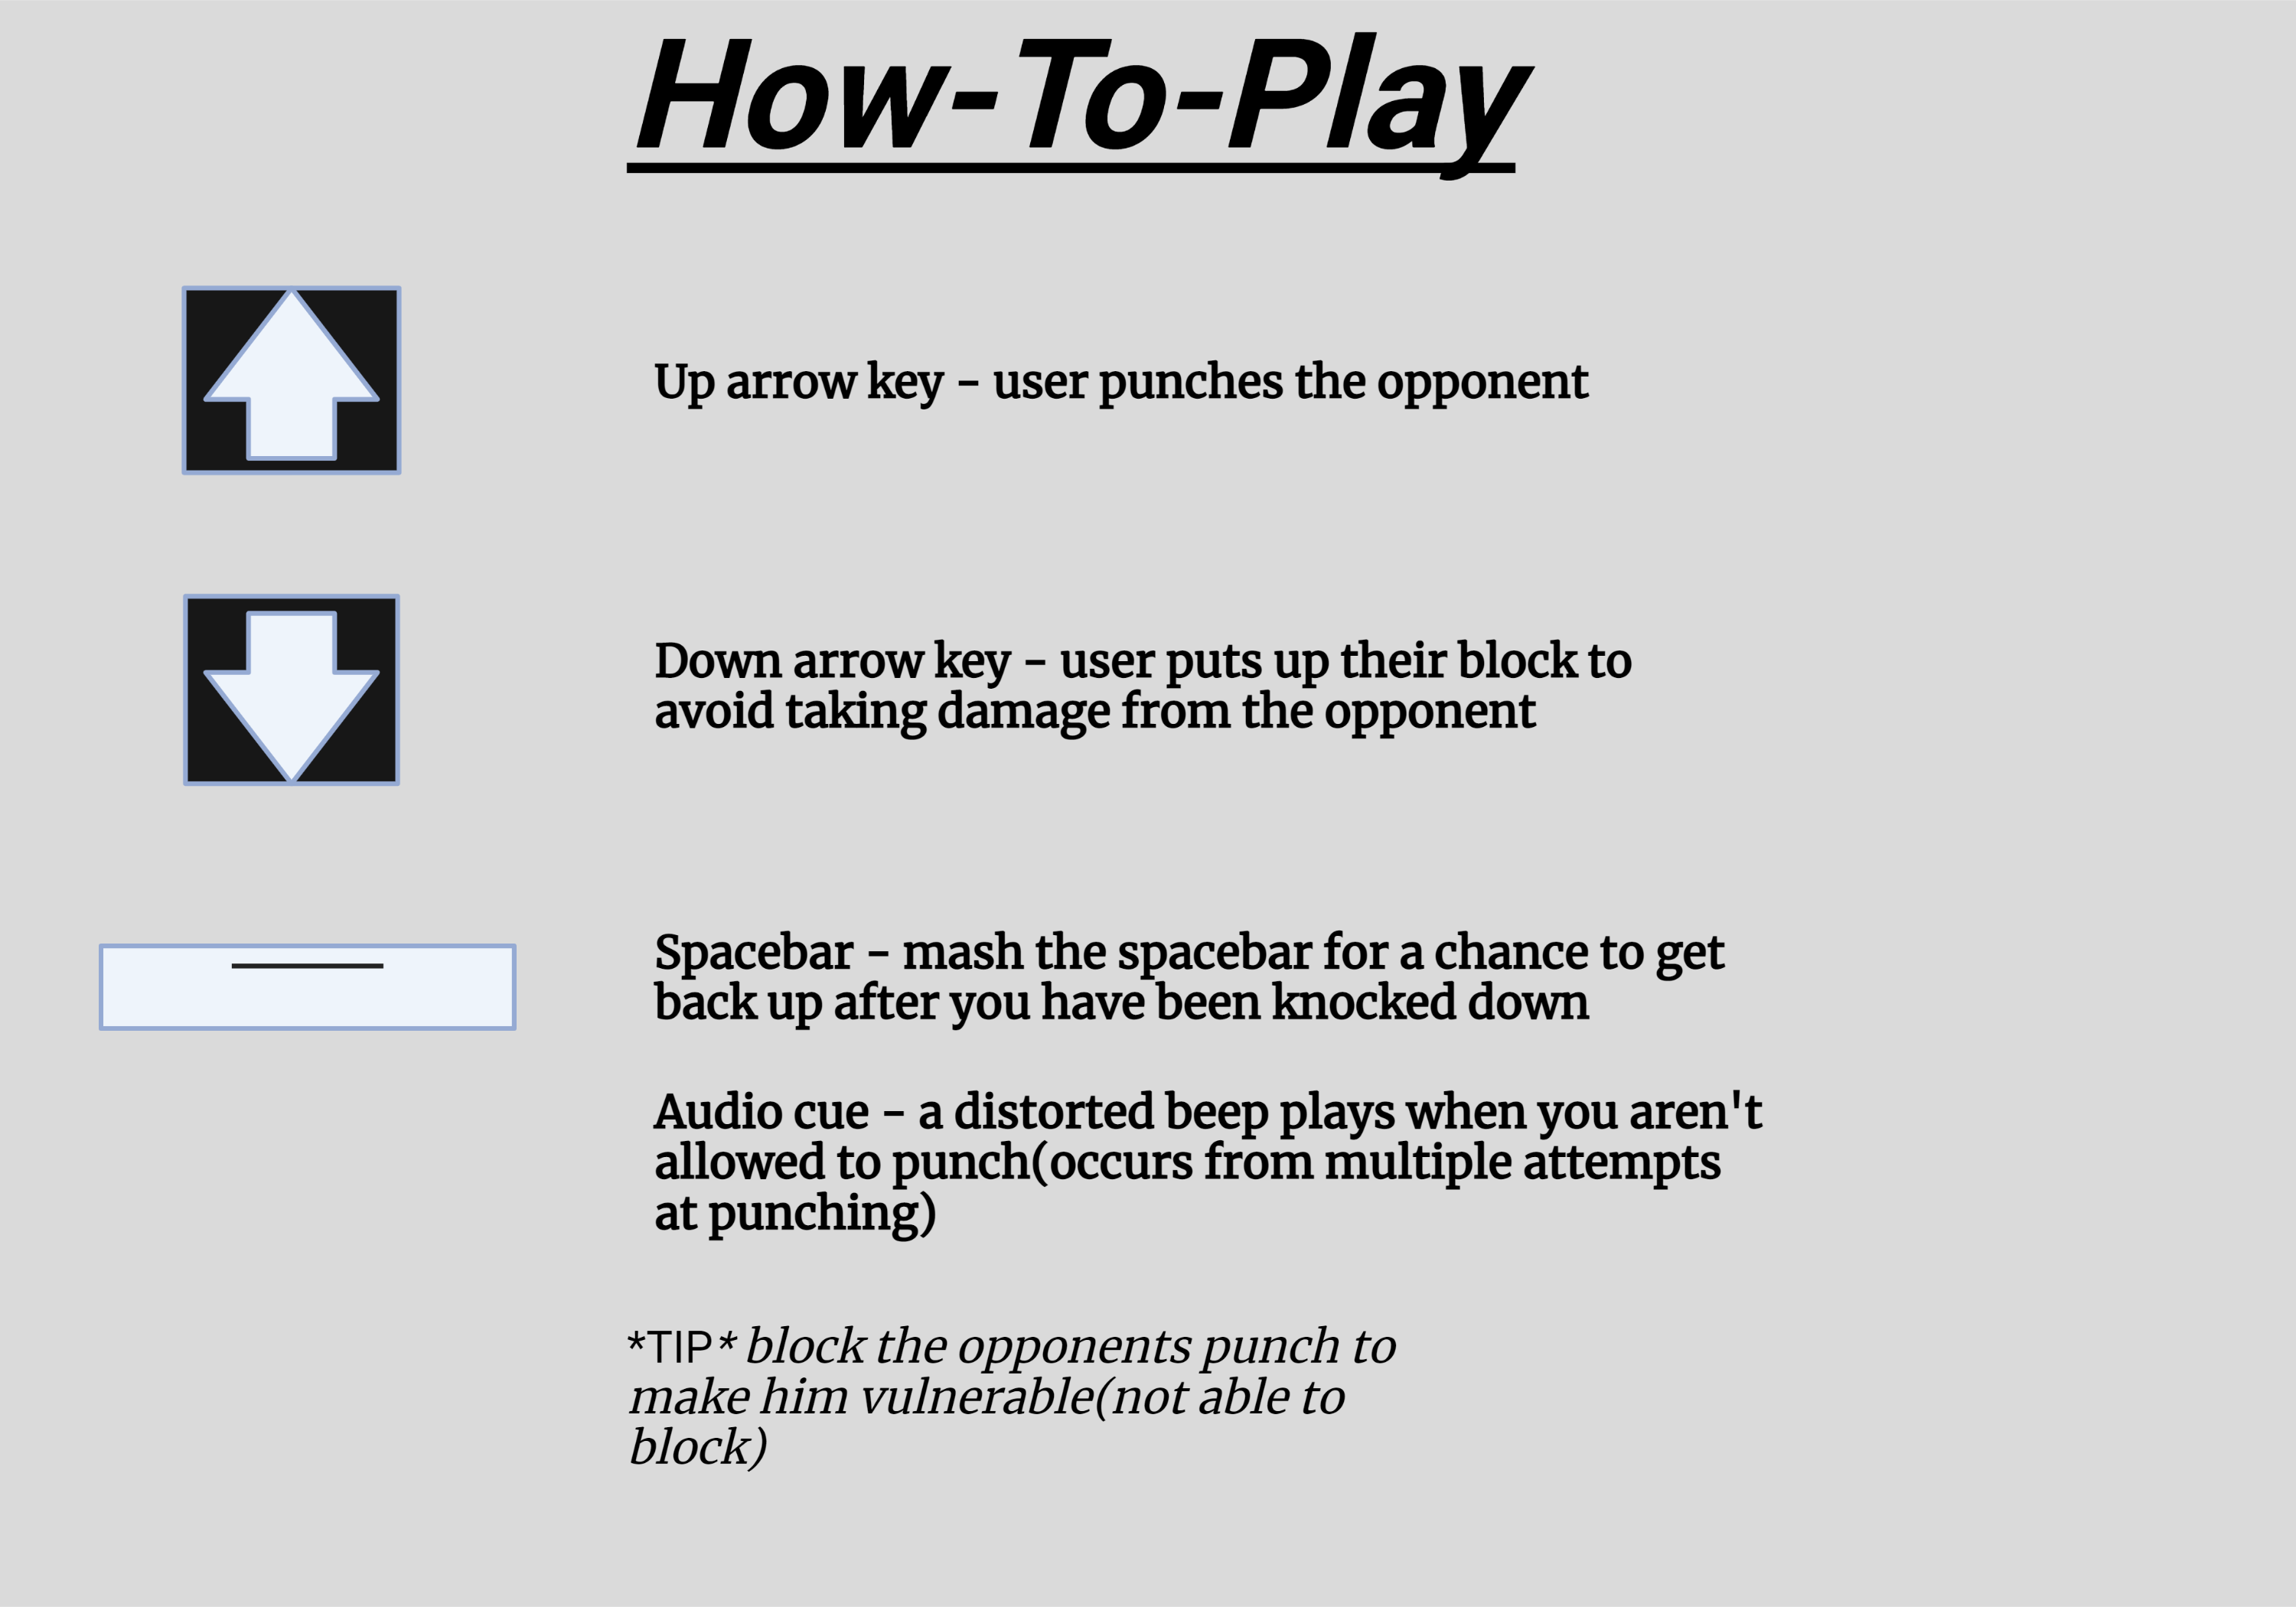 How-To-Play
Up arrow key - user punches the opponent
Down arrow key - user puts up their block to
avoid taking damage from the opponent
Spacebar - mash the spacebar for a chance to get
back up after you have been knocked down
Audio cue - a distorted beep plays when you aren't
allowed to punch(occurs from multiple attempts
at punching)
*TIP* block the opponents punch to
make him vulnerable(not able to
block)